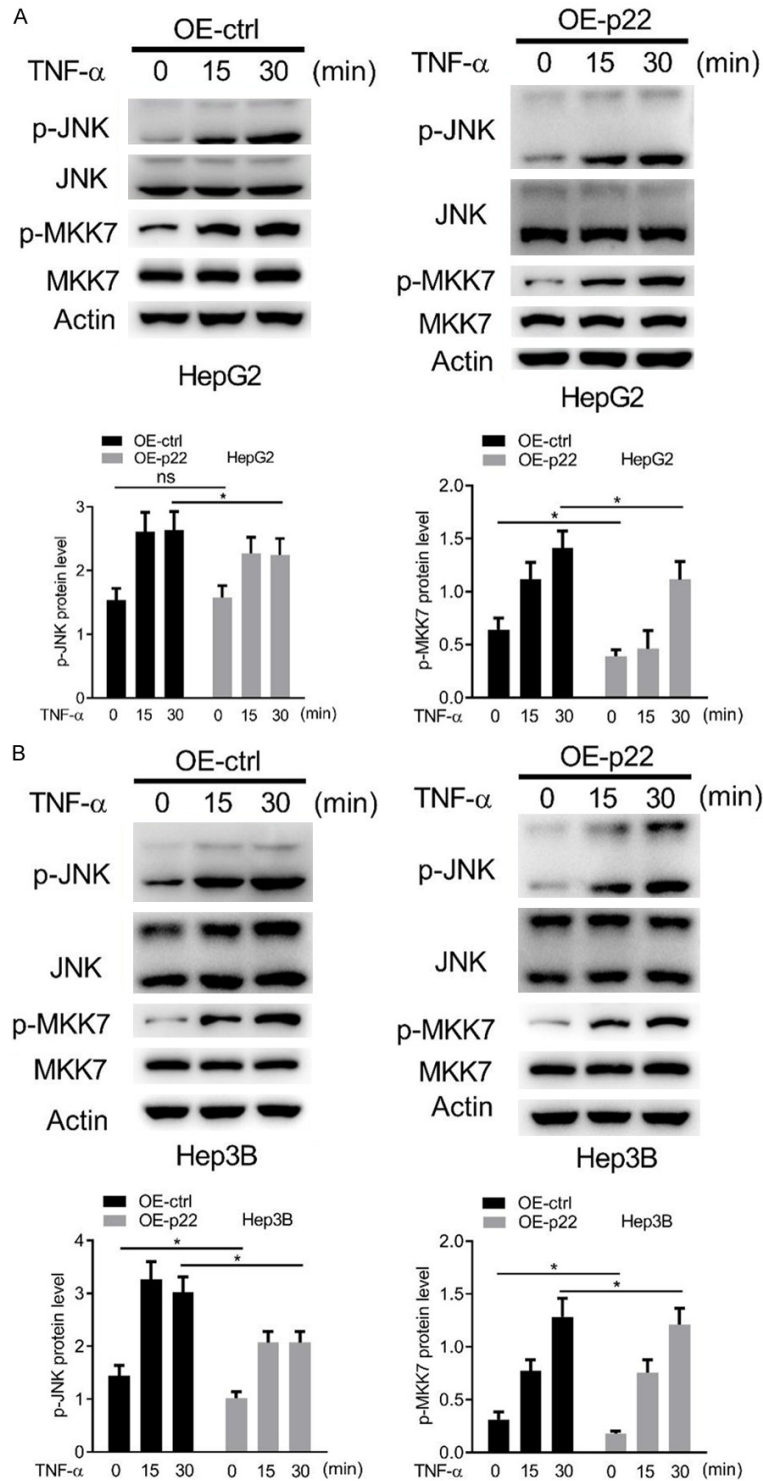 A
OE-ctrl
TNF-α 0 15 30 (min)
p-JNK
JNK
p-MKK7
MKK7
Actin
HepG2
OE-p22
TNF-α 0 15 30 (min)
p-JNK
JNK
p-MKK7
MKK7
Actin
HepG2
OE-ctrl
OE-p22 HepG2
ns
*
p-JNK protein level
3
2
1
0
TNF-α 0 15 30 0 15 30 (min)
OE-ctrl
OE-p22 HepG2
*
*
p-MKK7 protein level
2.0
1.5
1.0
0.5
0.0
TNF-α 0 15 30 0 15 30 (min)
B
OE-ctrl
TNF-α 0 15 30 (min)
p-JNK
JNK
p-MKK7
MKK7
Actin
Hep3B
OE-p22
TNF-α 0 15 30 (min)
p-JNK
JNK
p-MKK7
MKK7
Actin
Hep3B
OE-ctrl
OE-p22 Hep3B
*
*
p-JNK protein level
4
3
2
1
0
TNF-α 0 15 30 0 15 30 (min)
OE-ctrl
OE-p22 Hep3B
*
*
p-MKK7 protein level
2.0
1.5
1.0
0.5
0.0
TNF-α 0 15 30 0 15 30 (min)